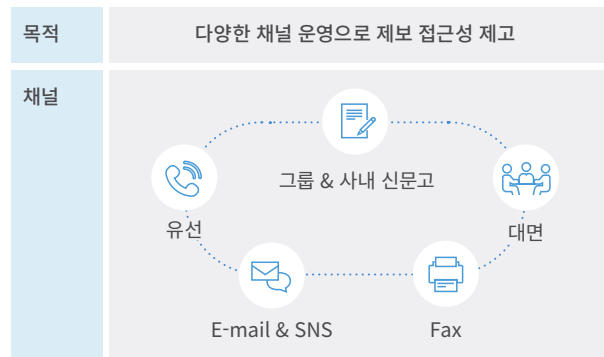 목적
다양한 채널 운영으로 제보 접근성 제고
채널
그룹 & 사내 신문고
유선
대면
E-mail & SNS
Fax